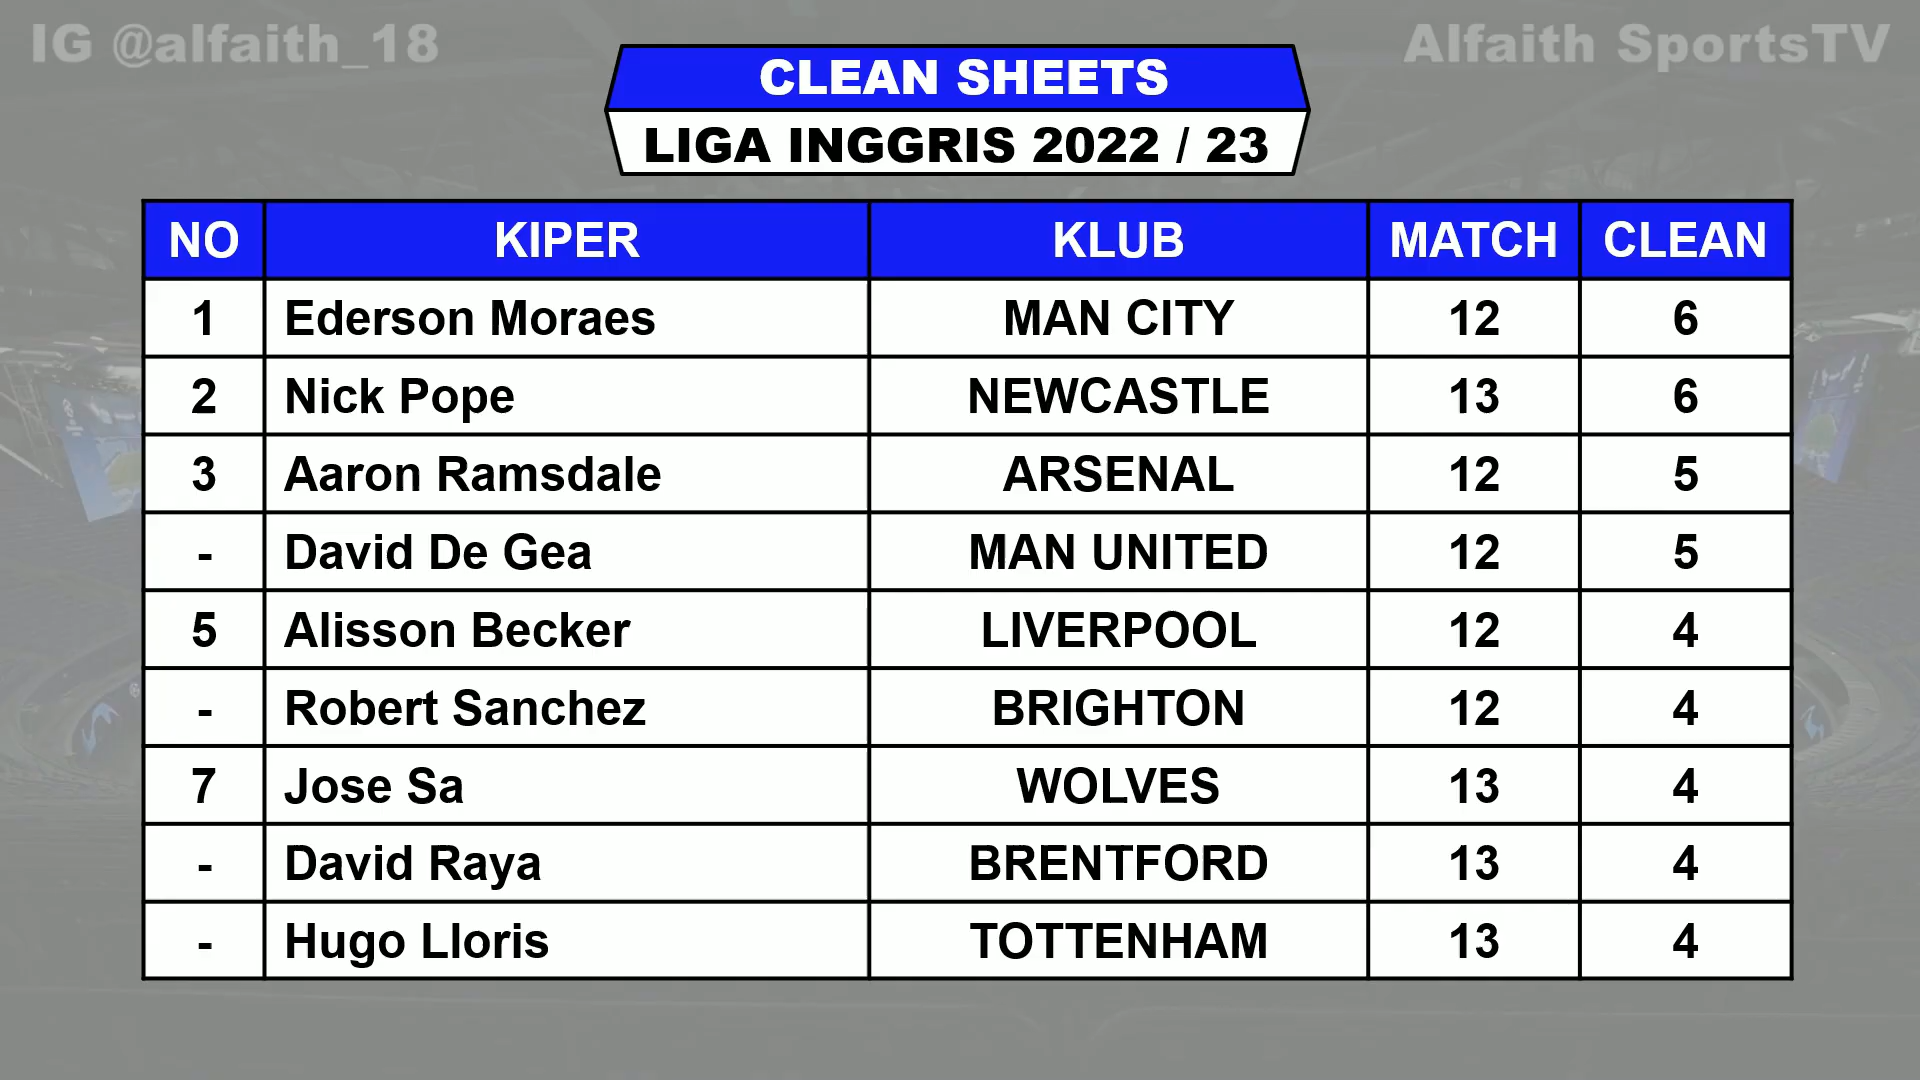 IG @alfaith_18
Alfaith SportsTV
CLEAN SHEETS
LIGA INGGRIS 2022 / 23
NO KIPER KLUB MATCH CLEAN
1 Ederson Moraes MAN CITY 12 6
2 Nick Pope NEWCASTLE 13 6
3 Aaron Ramsdale ARSENAL 12 5
- David De Gea MAN UNITED 12 5
5 Alisson Becker LIVERPOOL 12 4
- Robert Sanchez BRIGHTON 12 4
7 Jose Sa WOLVES 13 4
- David Raya BRENTFORD 13 4
- Hugo Lloris TOTTENHAM 13 4